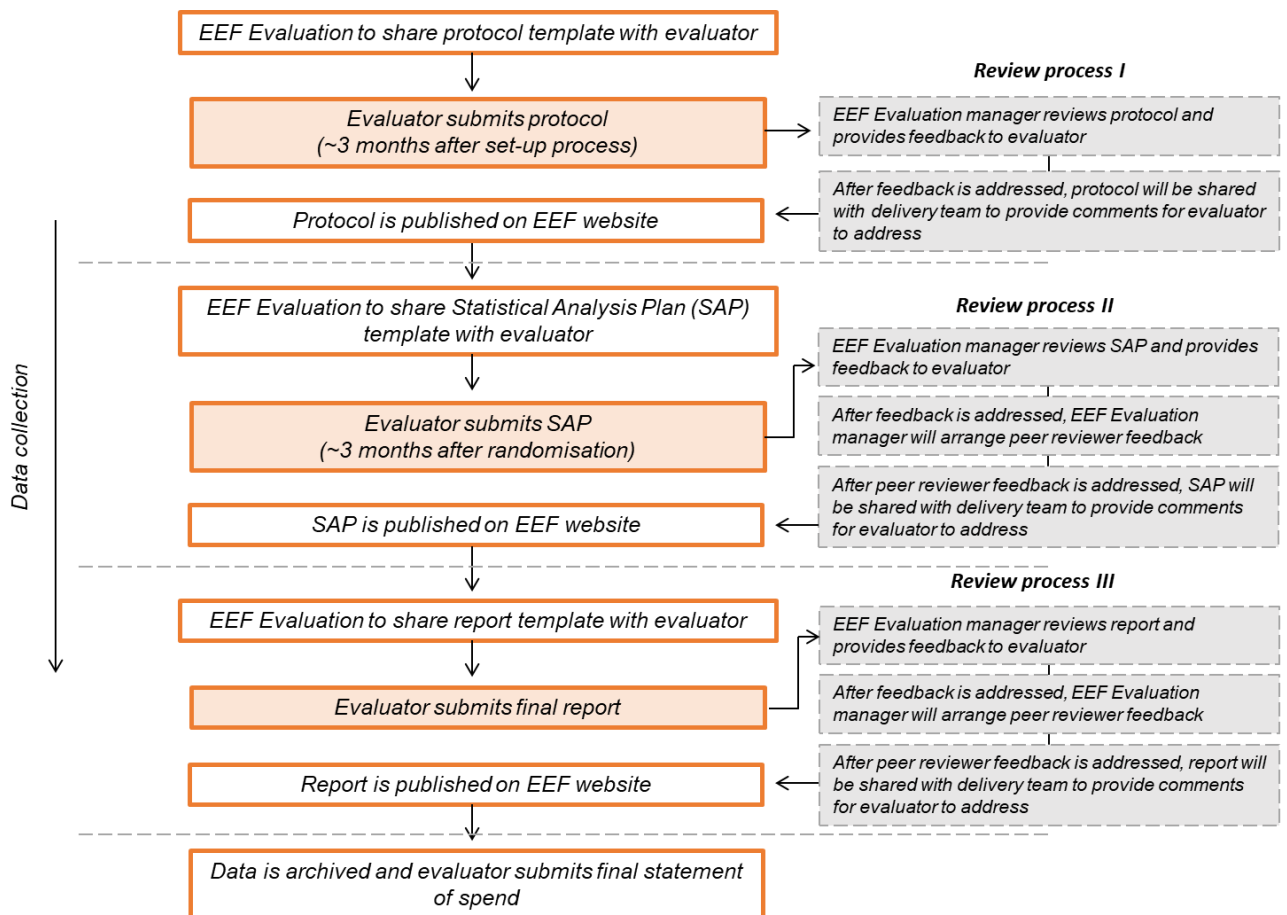 EEF Evaluation to share protocol template with evaluator
Review process I
Evaluator submits protocol
(~3 months after set-up process)
EEF Evaluation manager reviews protocol and
provides feedback to evaluator
After feedback is addressed, protocol will be shared
with delivery team to provide comments for evaluator
to address
Protocol is published on EEF website
Data collection
EEF Evaluation to share Statistical Analysis Plan (SAP)
template with evaluator
Review process II
EEF Evaluation manager reviews SAP and provides
feedback to evaluator
Evaluator submits SAP
(~3 months after randomisation)
After feedback is addressed, EEF Evaluation
manager will arrange peer reviewer feedback
After peer reviewer feedback is addressed, SAP will
be shared with delivery team to provide comments
for evaluator to address
SAP is published on EEF website
Review process III
EEF Evaluation to share report template with evaluator
EEF Evaluation manager reviews report and
provides feedback to evaluator
Evaluator submits final report
After feedback is addressed, EEF Evaluation
manager will arrange peer reviewer feedback
After peer reviewer feedback is addressed, report will
be shared with delivery team to provide comments
for evaluator to address
Report is published on EEF website
Data is archived and evaluator submits final statement
of spend